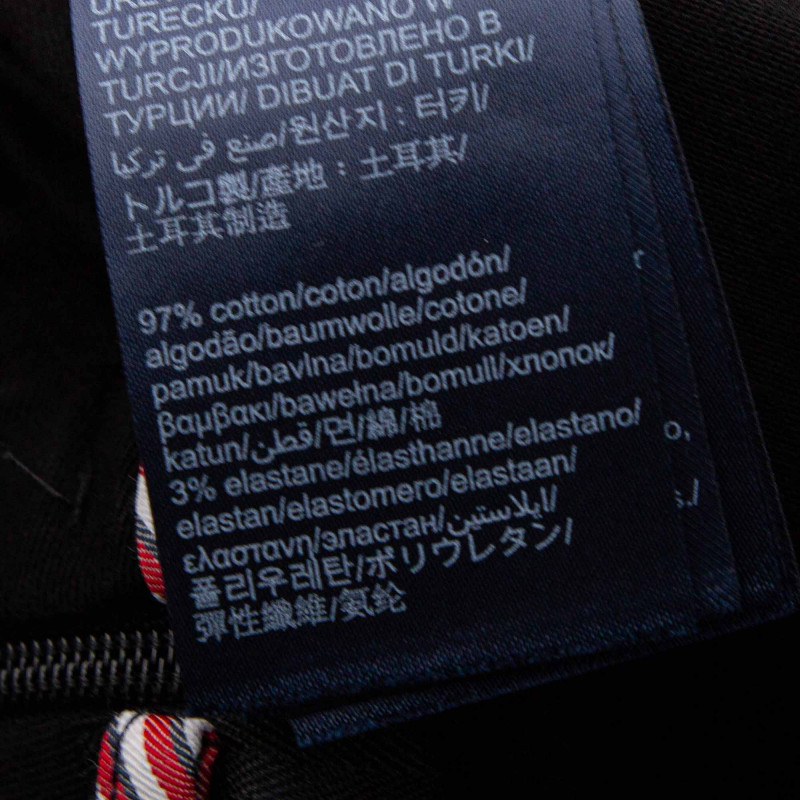 TURECKU/
WYPRODUKOWANO W
TURCJI/ИЗГОТОВЛЕНО В
ТУРЦИИ/ DIBUAT DI TURKI/
صنع في تركيا/원산지 : 터키/
トルコ製/產地：土耳其/
土耳其制造
97% cotton/coton/algodón/
algodão/baumwolle/cotone/
pamuk/bavlna/bomuld/katoen/
βαμβακι/bawełna/bomull/хлопок/
katun/قطن/면/綿/棉
3% elastane/élasthanne/elastano/
elastan/elastomero/elastaan/
ελαστανη/эластан/ايلاستين/
폴리우레탄/ポリウレタン/
彈性纖維/氨纶